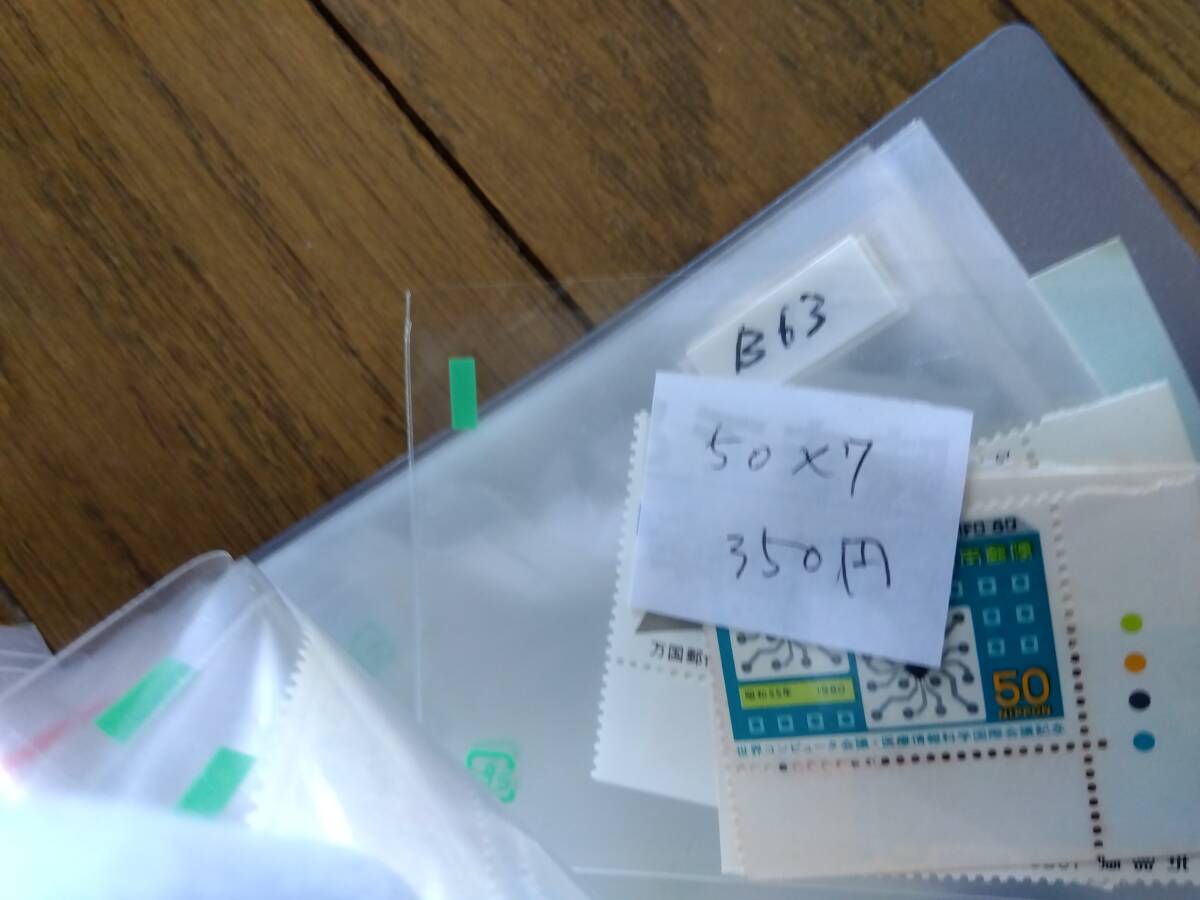 B63
50×7
350円
日本郵便
万国郵
昭和55年 1980
50
NIPPON
世界コンピュータ会議・医療情報科学国際会議記念